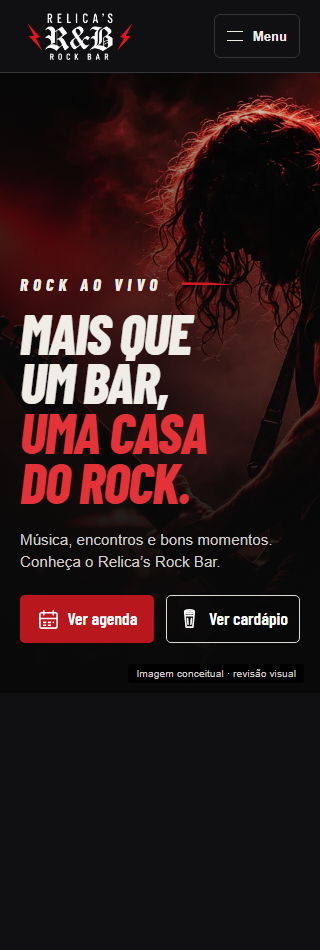 RELICA'S
R&B
ROCK BAR
Menu
ROCK AO VIVO
MAIS QUE
UM BAR,
UMA CASA
DO ROCK.
Música, encontros e bons momentos.
Conheça o Relica's Rock Bar.
Ver agenda
Ver cardápio
Imagem conceitual · revisão visual